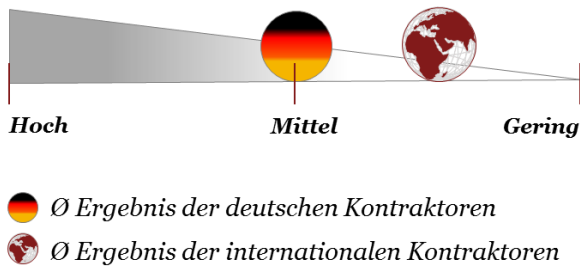 Hoch Mittel Gering
Ø Ergebnis der deutschen Kontraktoren
Ø Ergebnis der internationalen Kontraktoren